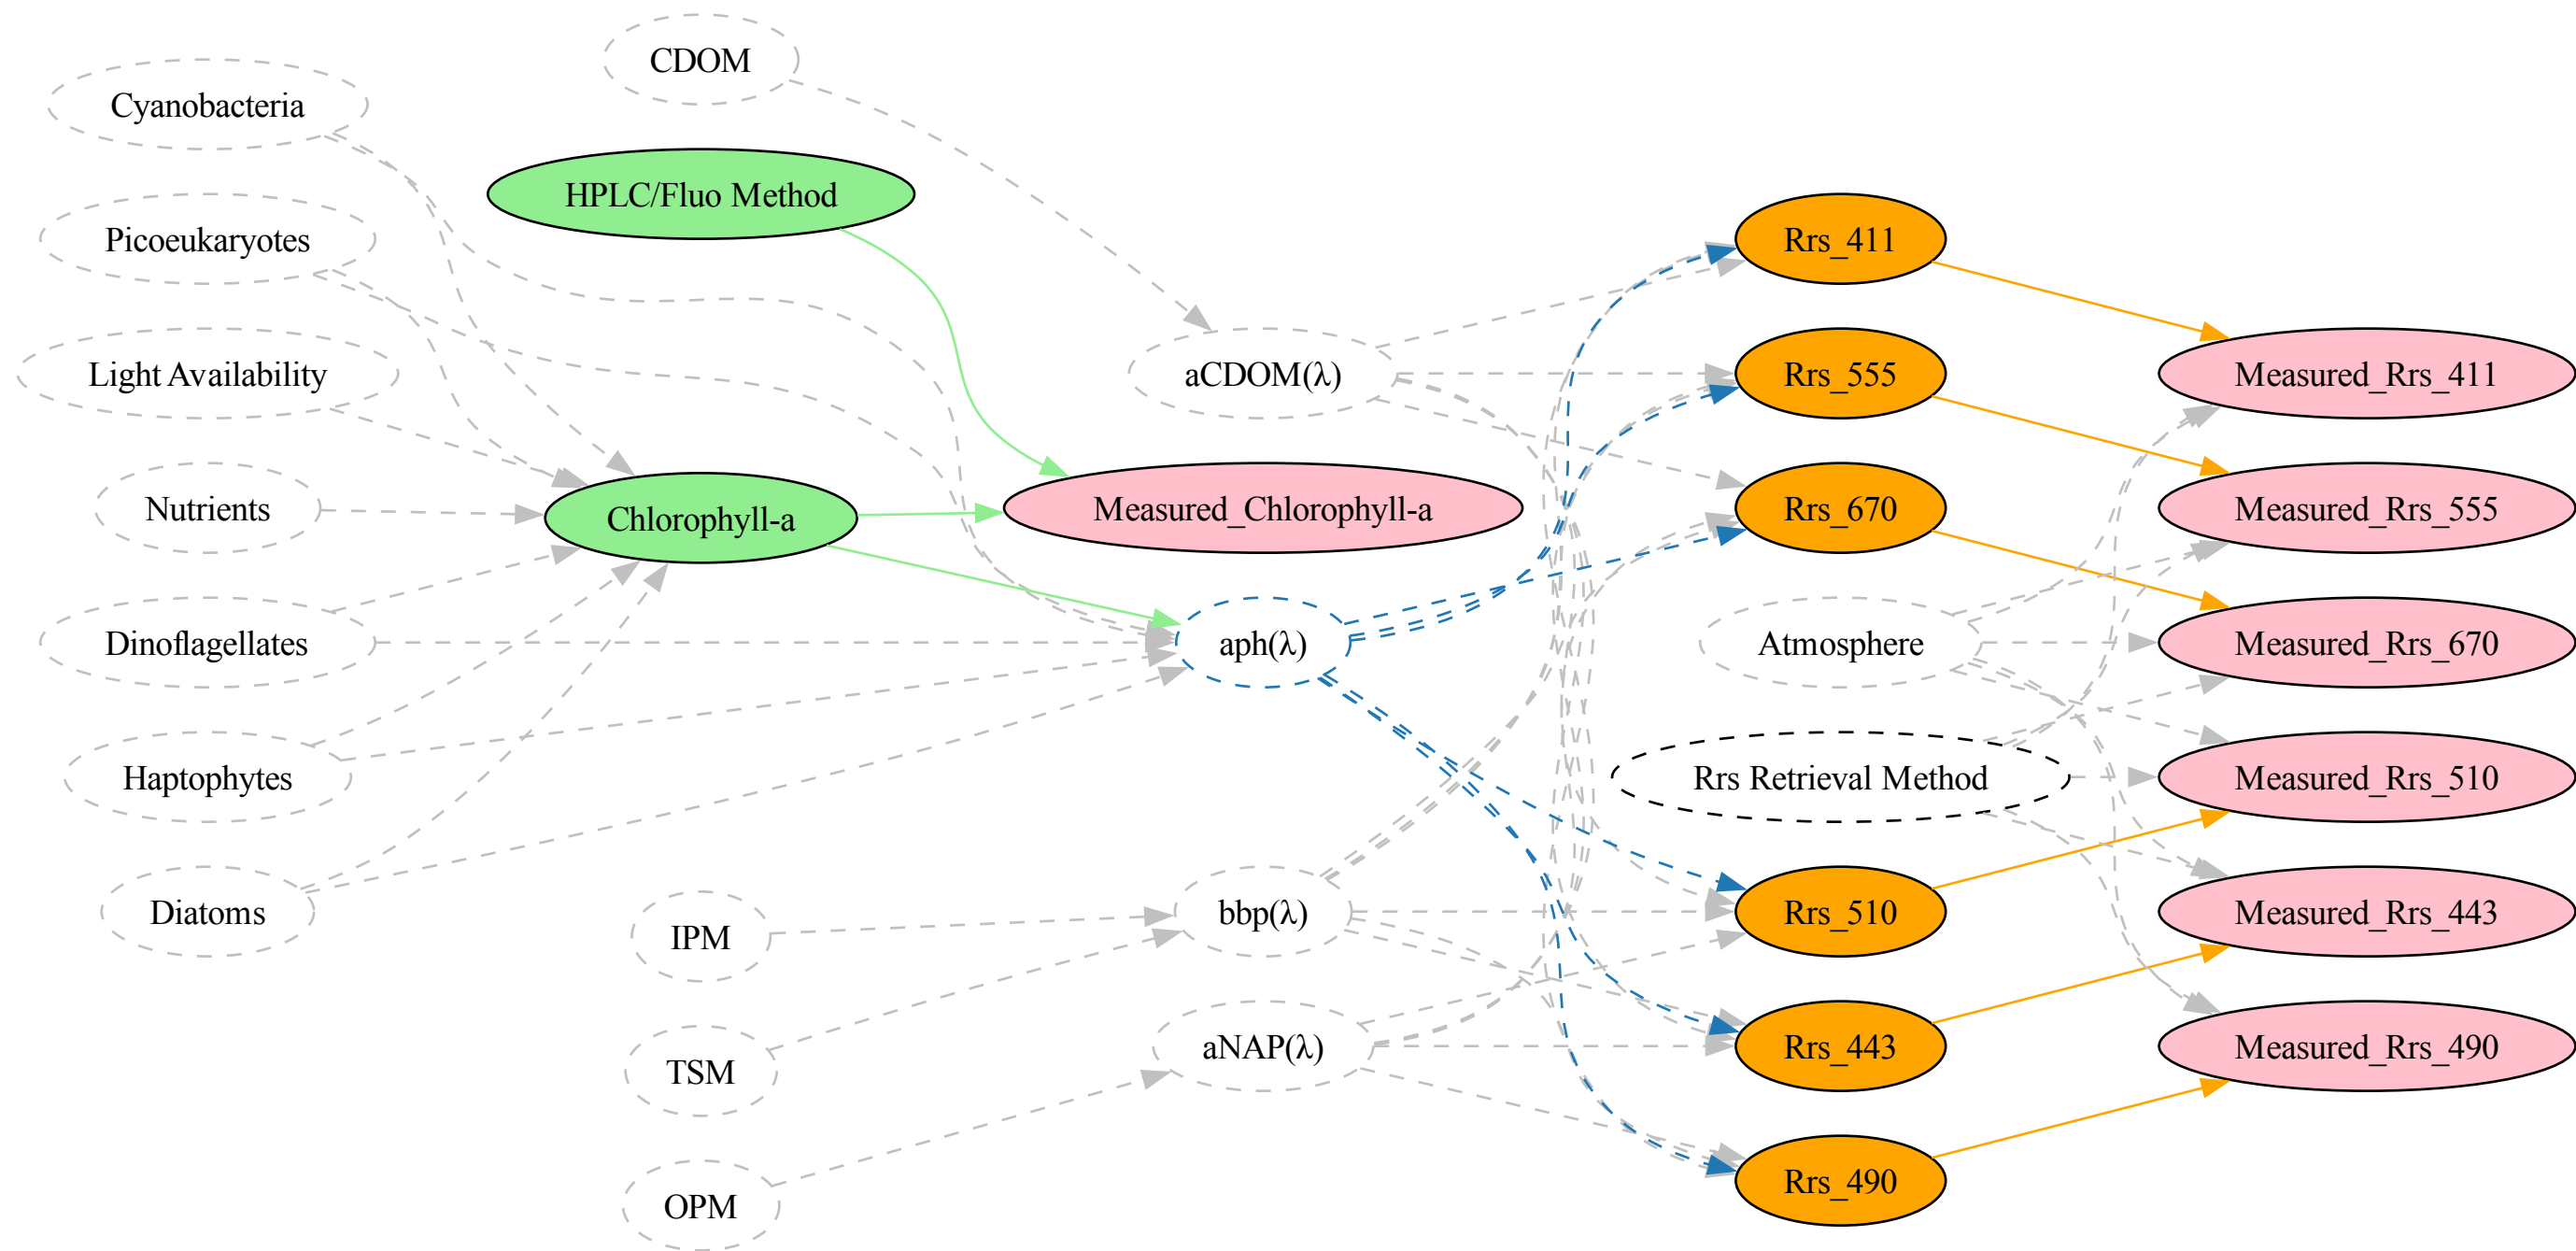 CDOM
Cyanobacteria
HPLC/Fluo Method
Picoeukaryotes
Rrs_411
Light Availability
aCDOM(λ)
Rrs_555
Measured_Rrs_411
Nutrients
Chlorophyll-a
Measured_Chlorophyll-a
Rrs_670
Measured_Rrs_555
Dinoflagellates
aph(λ)
Atmosphere
Measured_Rrs_670
Haptophytes
Rrs Retrieval Method
Measured_Rrs_510
Diatoms
IPM
bbp(λ)
Rrs_510
Measured_Rrs_443
TSM
aNAP(λ)
Rrs_443
Measured_Rrs_490
OPM
Rrs_490